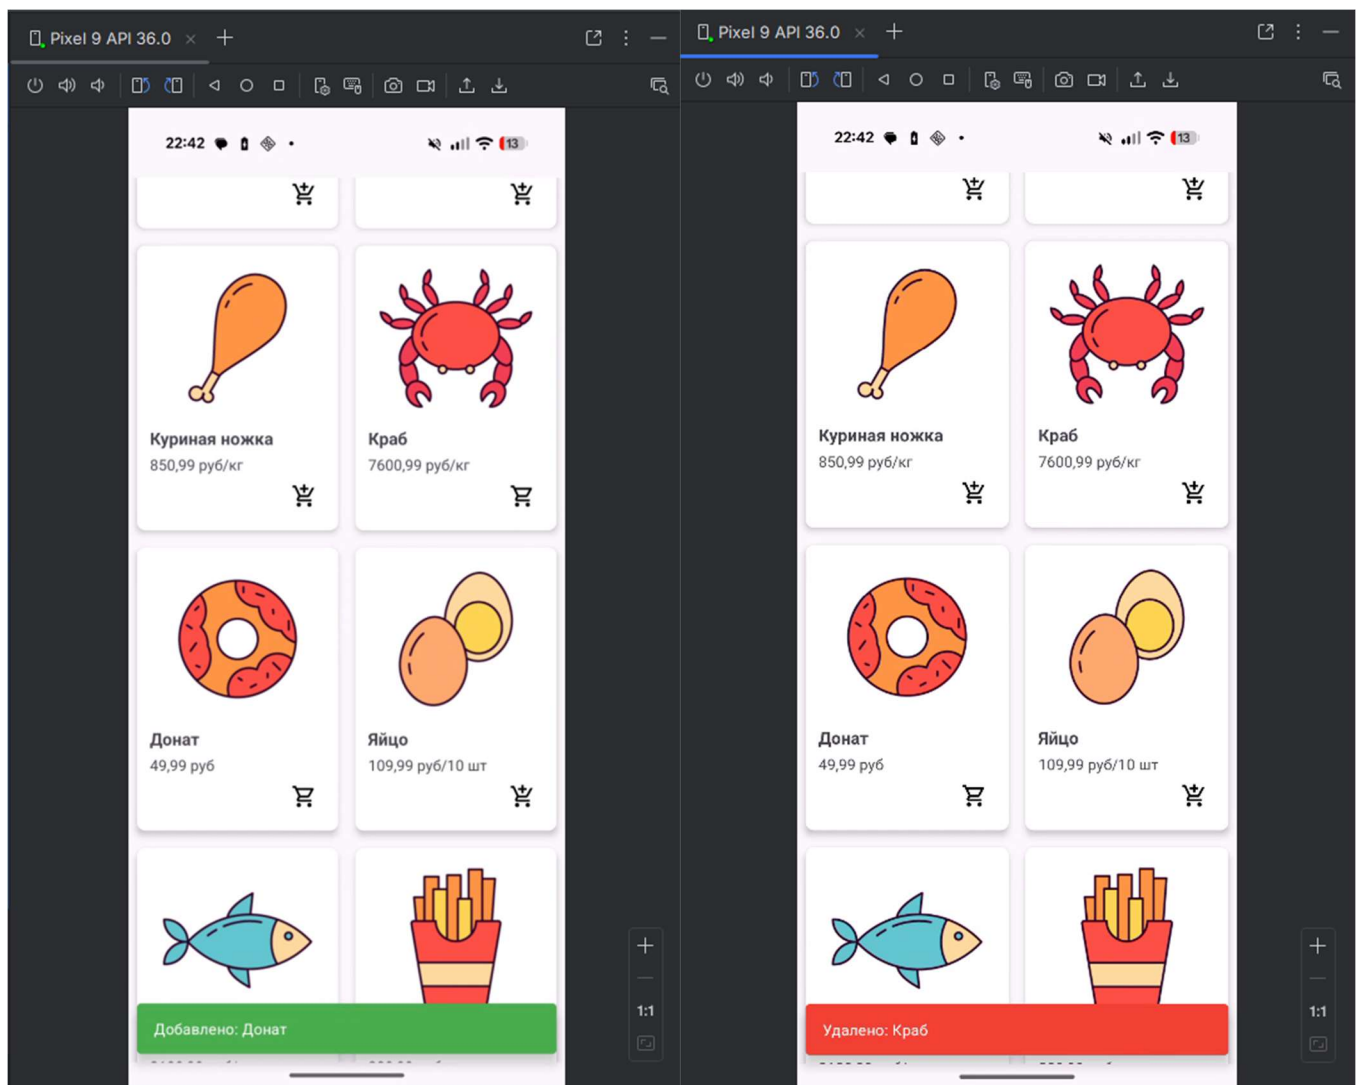 Pixel 9 API 36.0
22:42
13
Куриная ножка
850,99 руб/кг
Краб
7600,99 руб/кг
Донат
49,99 руб
Яйцо
109,99 руб/10 шт
Добавлено: Донат
1:1
Pixel 9 API 36.0
22:42
13
Куриная ножка
850,99 руб/кг
Краб
7600,99 руб/кг
Донат
49,99 руб
Яйцо
109,99 руб/10 шт
Удалено: Краб
1:1